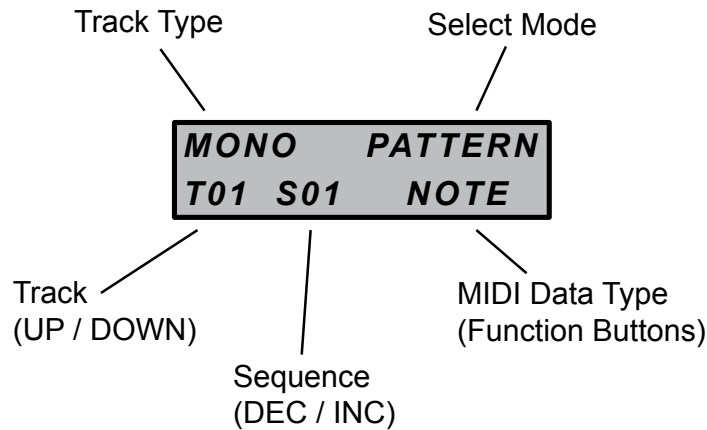 Track Type
Select Mode
MONO PATTERN
T01 S01 NOTE
Track
(UP / DOWN)
MIDI Data Type
(Function Buttons)
Sequence
(DEC / INC)